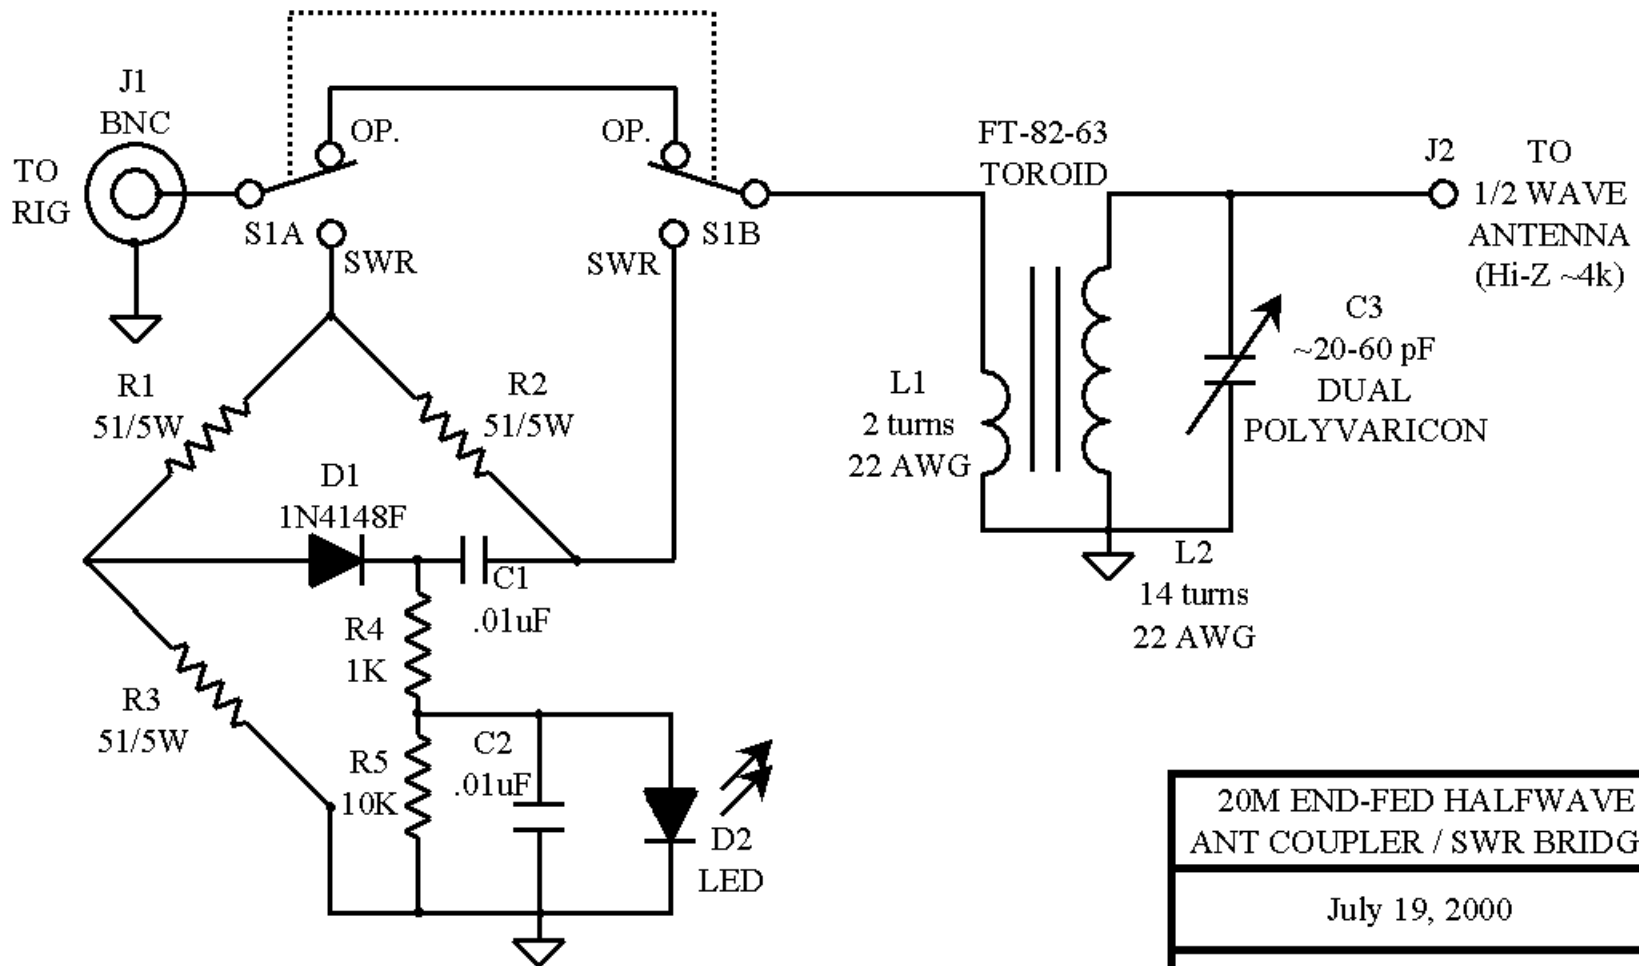 J1
BNC
TO
RIG
OP.
OP.
S1A
SWR
SWR
S1B
FT-82-63
TOROID
J2
TO
1/2 WAVE
ANTENNA
(Hi-Z ~4k)
C3
~20-60 pF
DUAL
POLYVARICON
L1
2 turns
22 AWG
L2
14 turns
22 AWG
R1
51/5W
R2
51/5W
D1
1N4148F
C1
.01uF
R4
1K
R3
51/5W
R5
10K
C2
.01uF
D2
LED
20M END-FED HALFWAVE
ANT COUPLER / SWR BRIDG
July 19, 2000